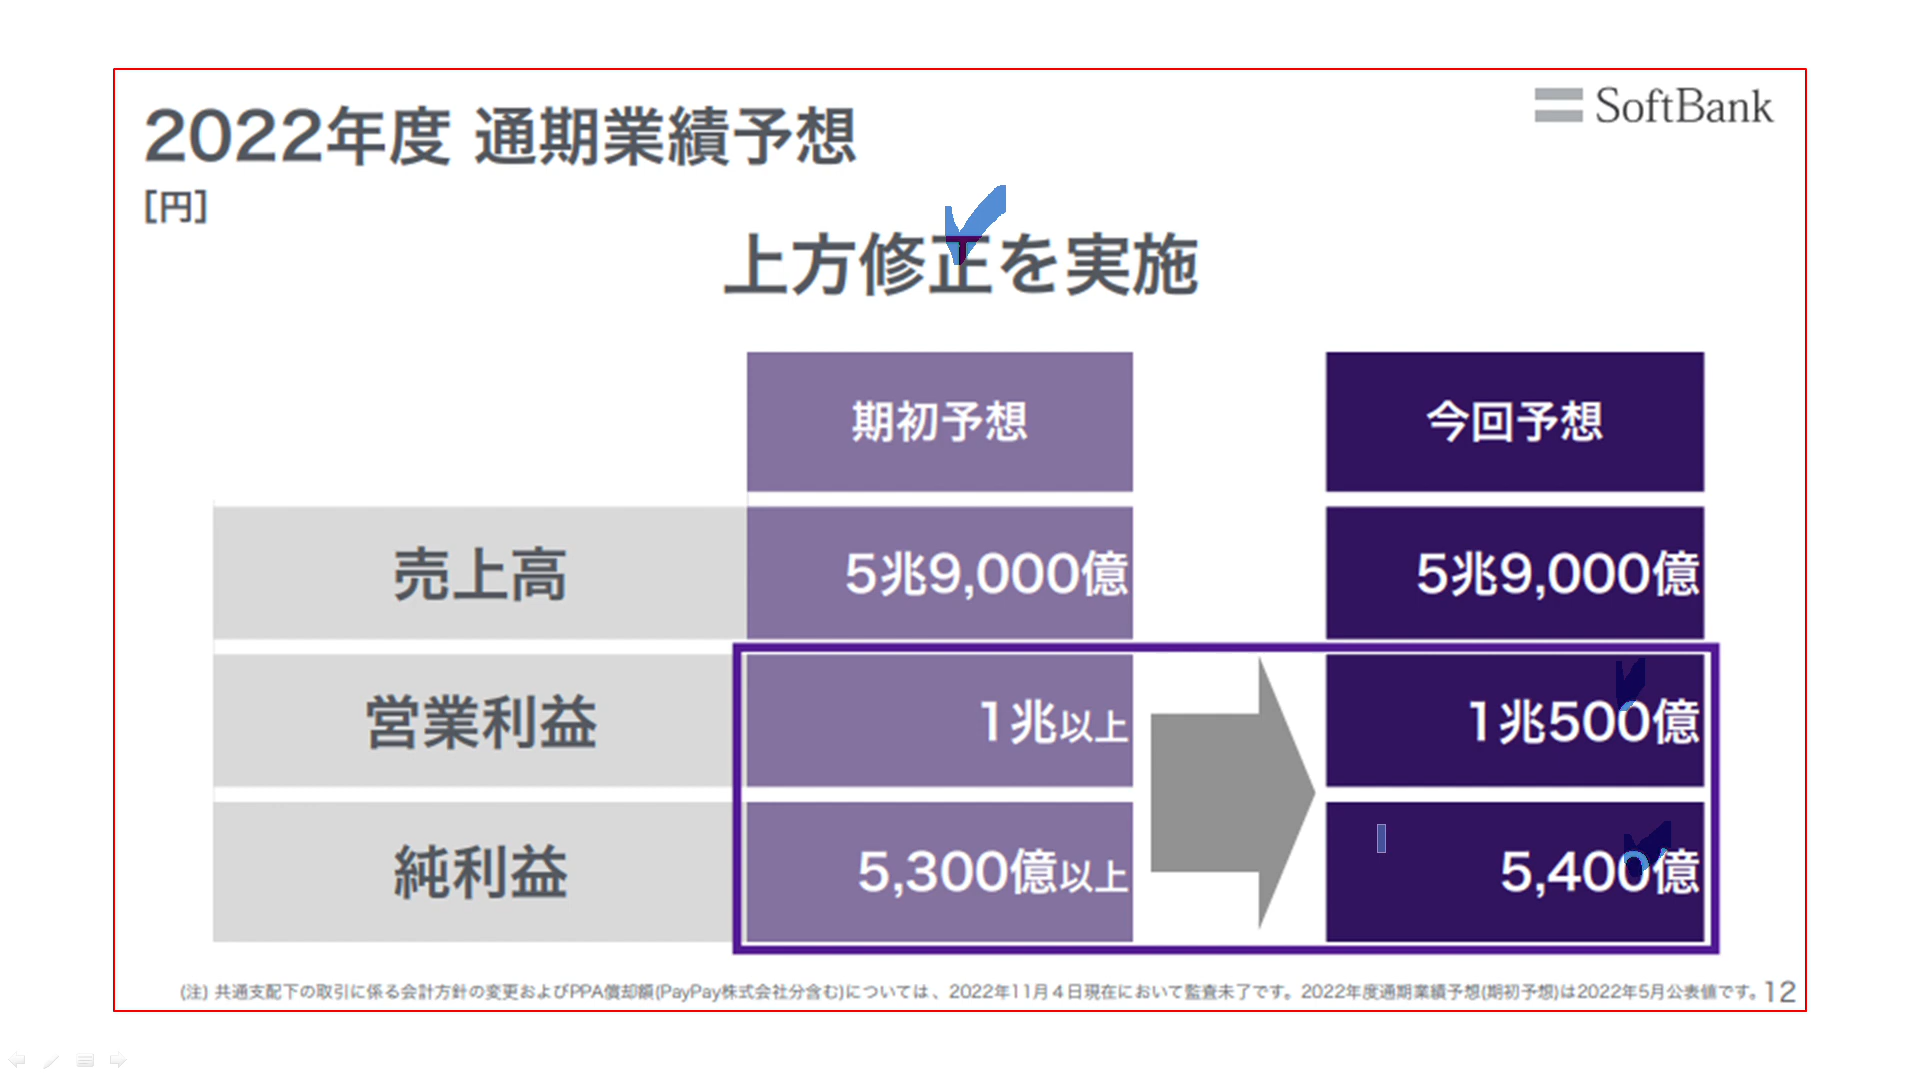 SoftBank
2022年度 通期業績予想
[円]
上方修正を実施
期初予想 今回予想
売上高 5兆9,000億 5兆9,000億
営業利益 1兆以上 1兆500億
純利益 5,300億以上 5,400億
(注) 共通支配下の取引に係る会計方針の変更およびPPA償却額(PayPay株式会社分含む)については、2022年11月4日現在において監査未了です。2022年度通期業績予想(期初予想)は2022年5月公表値です。 12